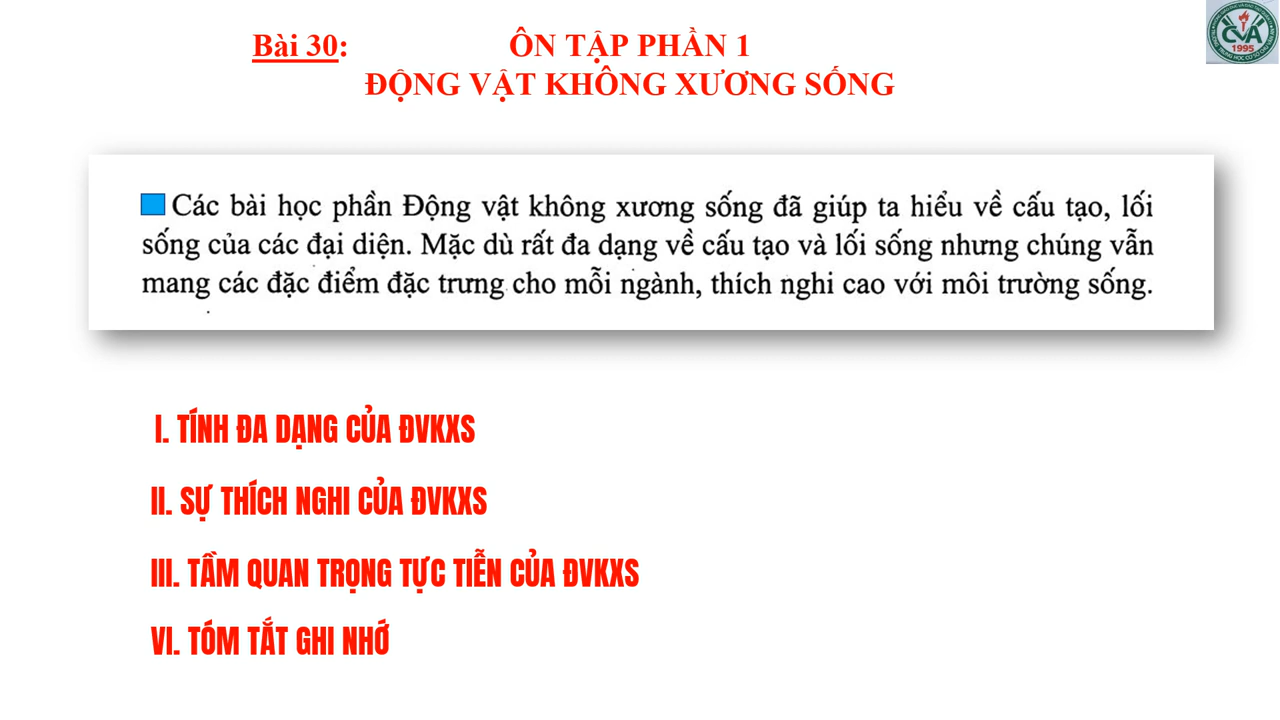 Bài 30: ÔN TẬP PHẦN 1
ĐỘNG VẬT KHÔNG XƯƠNG SỐNG
CVA
1995
Các bài học phần Động vật không xương sống đã giúp ta hiểu về cấu tạo, lối
sống của các đại diện. Mặc dù rất đa dạng về cấu tạo và lối sống nhưng chúng vẫn
mang các đặc điểm đặc trưng cho mỗi ngành, thích nghi cao với môi trường sống.
I. TÍNH ĐA DẠNG CỦA ĐVKXS
II. SỰ THÍCH NGHI CỦA ĐVKXS
III. TẦM QUAN TRỌNG TỰC TIỄN CỦA ĐVKXS
VI. TÓM TẮT GHI NHỚ